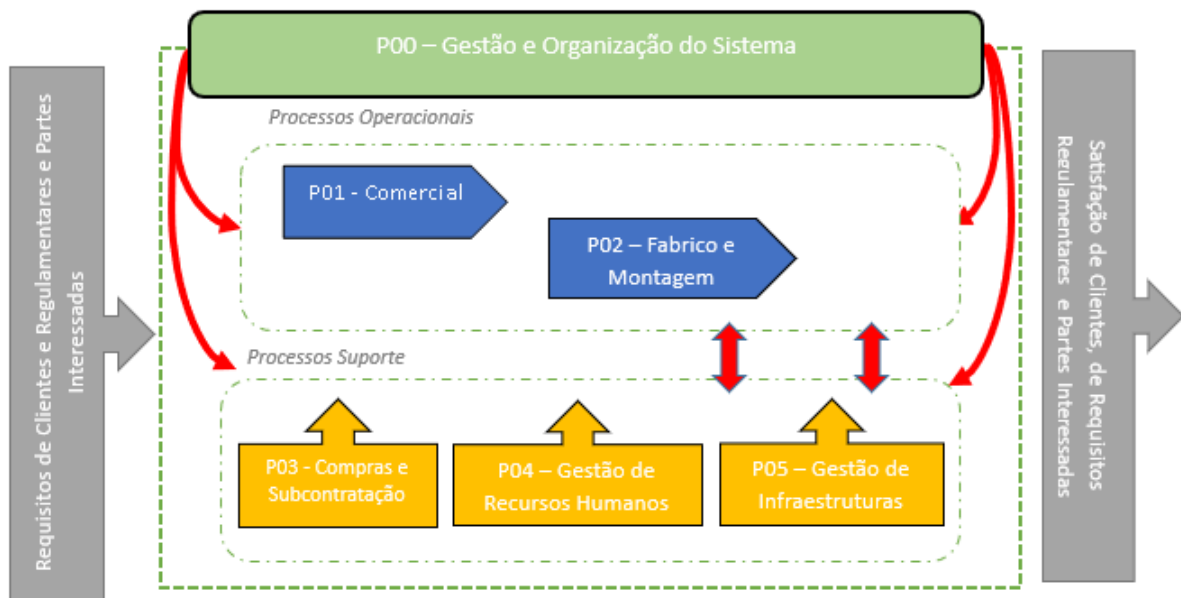 Requisitos de Clientes e Regulamentares e Partes
Interessadas
P00 – Gestão e Organização do Sistema
Processos Operacionais
P01 - Comercial
P02 – Fabrico e
Montagem
Processos Suporte
P03 - Compras e
Subcontratação
P04 – Gestão de
Recursos Humanos
P05 – Gestão de
Infraestruturas
Satisfação de Clientes, de Requisitos
Regulamentares e Partes Interessadas